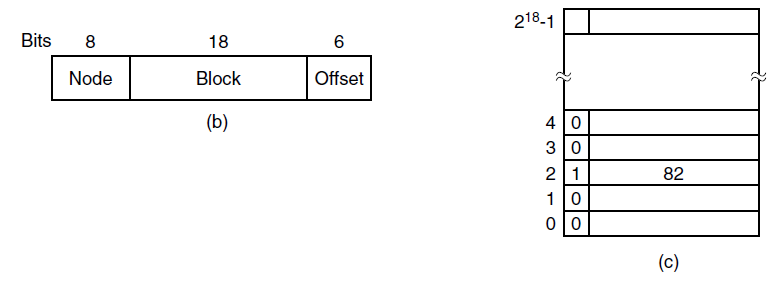 Bits 8 18 6
Node Block Offset
(b)
2¹⁸-1
4 0
3 0
2 1 82
1 0
0 0
(c)